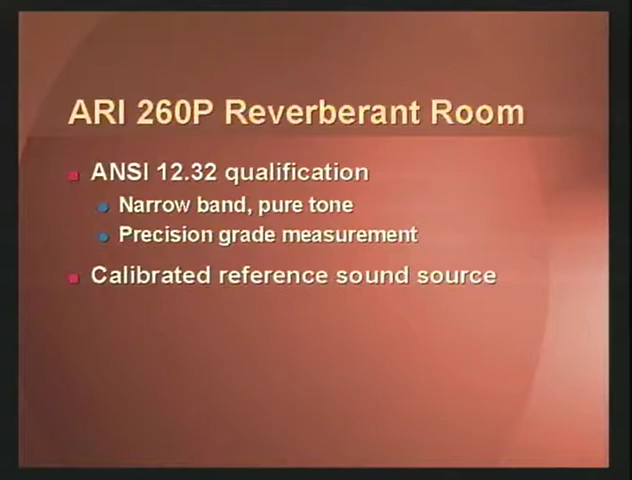 ARI 260P Reverberant Room
ANSI 12.32 qualification
Narrow band, pure tone
Precision grade measurement
Calibrated reference sound source